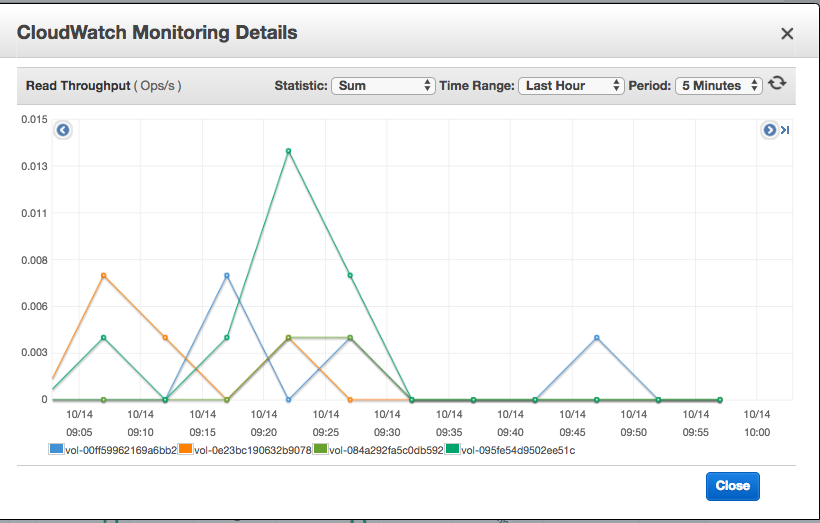 CloudWatch Monitoring Details
Read Throughput (Ops/s) Statistic: Sum Time Range: Last Hour Period: 5 Minutes
0.015
0.013
0.011
0.008
0.006
0.003
0
10/14 10/14 10/14 10/14 10/14 10/14 10/14 10/14 10/14 10/14 10/14 10/14
09:05 09:10 09:15 09:20 09:25 09:30 09:35 09:40 09:45 09:50 09:55 10:00
vol-00ff59962169a6bb2 vol-0e23bc190632b9078 vol-084a292fa5c0db592 vol-095fe54d9502ee51c
Close